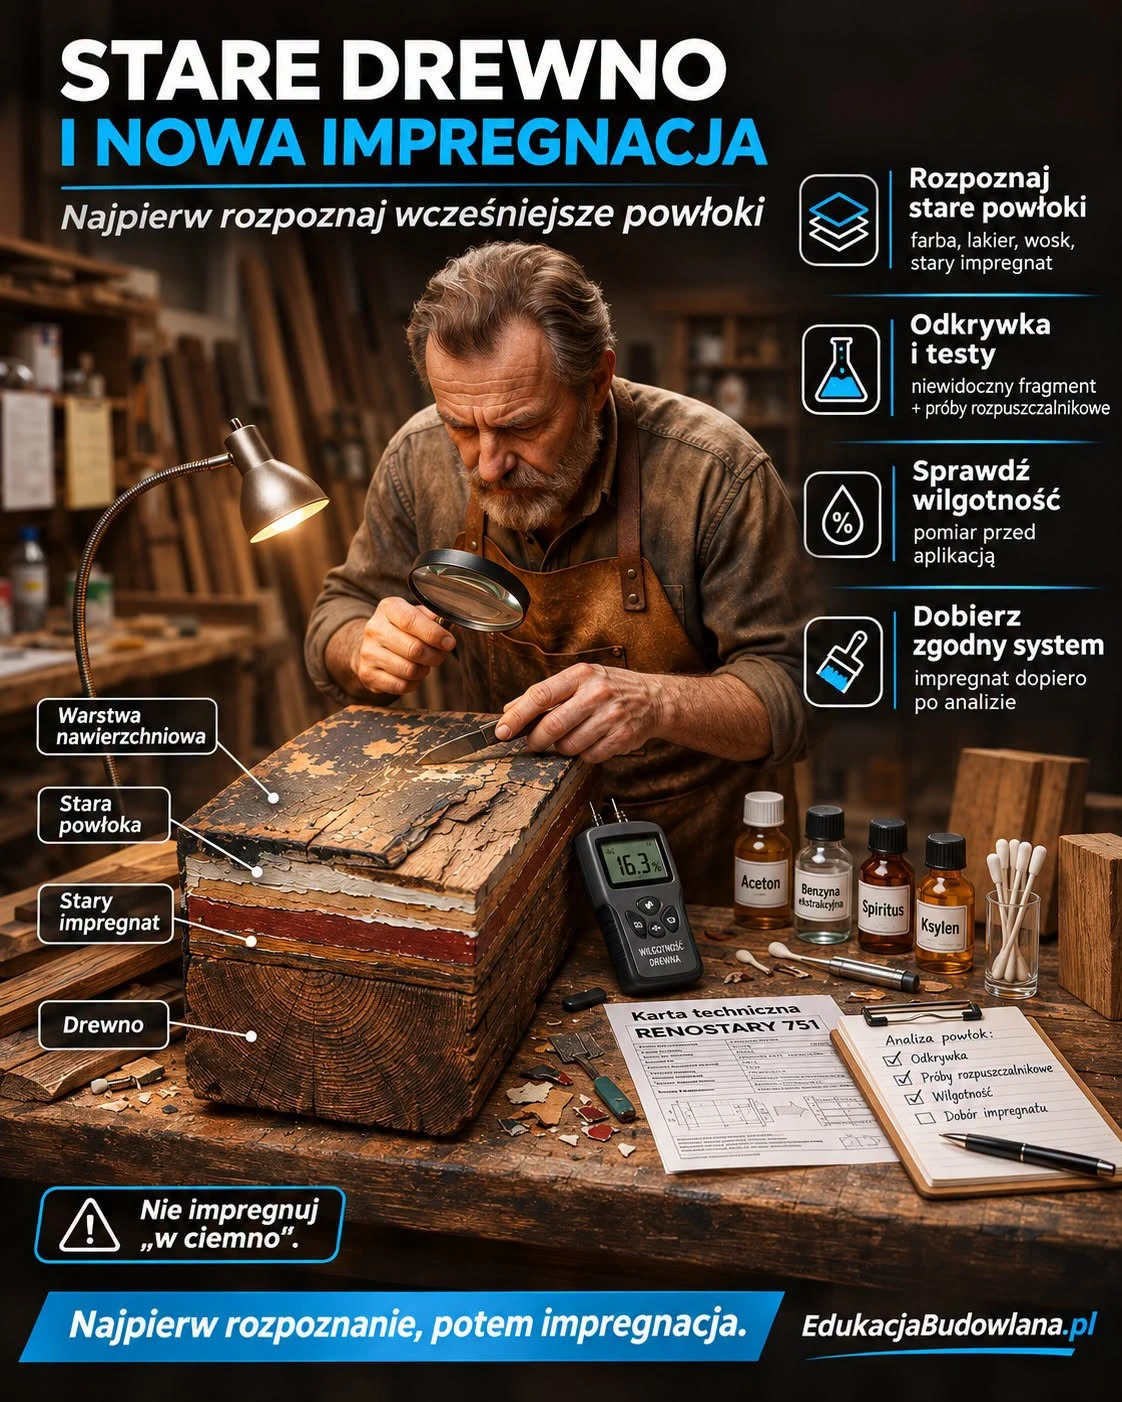 STARE DREWNO
I NOWA IMPREGNACJA
Najpierw rozpoznaj wcześniejsze powłoki
Rozpoznaj
stare powłoki
farba, lakier, wosk,
stary impregnat
Odkrywka
i testy
niewidoczny fragment
+ próby rozpuszczalnikowe
Sprawdź
wilgotność
pomiar przed
aplikacją
Dobierz
zgodny system
impregnat dopiero
po analizie
Warstwa
nawierzchniowa
Stara
powłoka
Stary
impregnat
Drewno
16.3%
WILGOTNOŚĆ
DREWNA
Aceton
Benzyna
ekstrakcyjna
Spiritus
Ksylen
Karta techniczna
RENOSTARY 751
Analiza powłok:
Odkrywka
Próby rozpuszczalnikowe
Wilgotność
Dobór impregnatu
Nie impregnuj
„w ciemno”.
Najpierw rozpoznanie, potem impregnacja.
EdukacjaBudowlana.pl